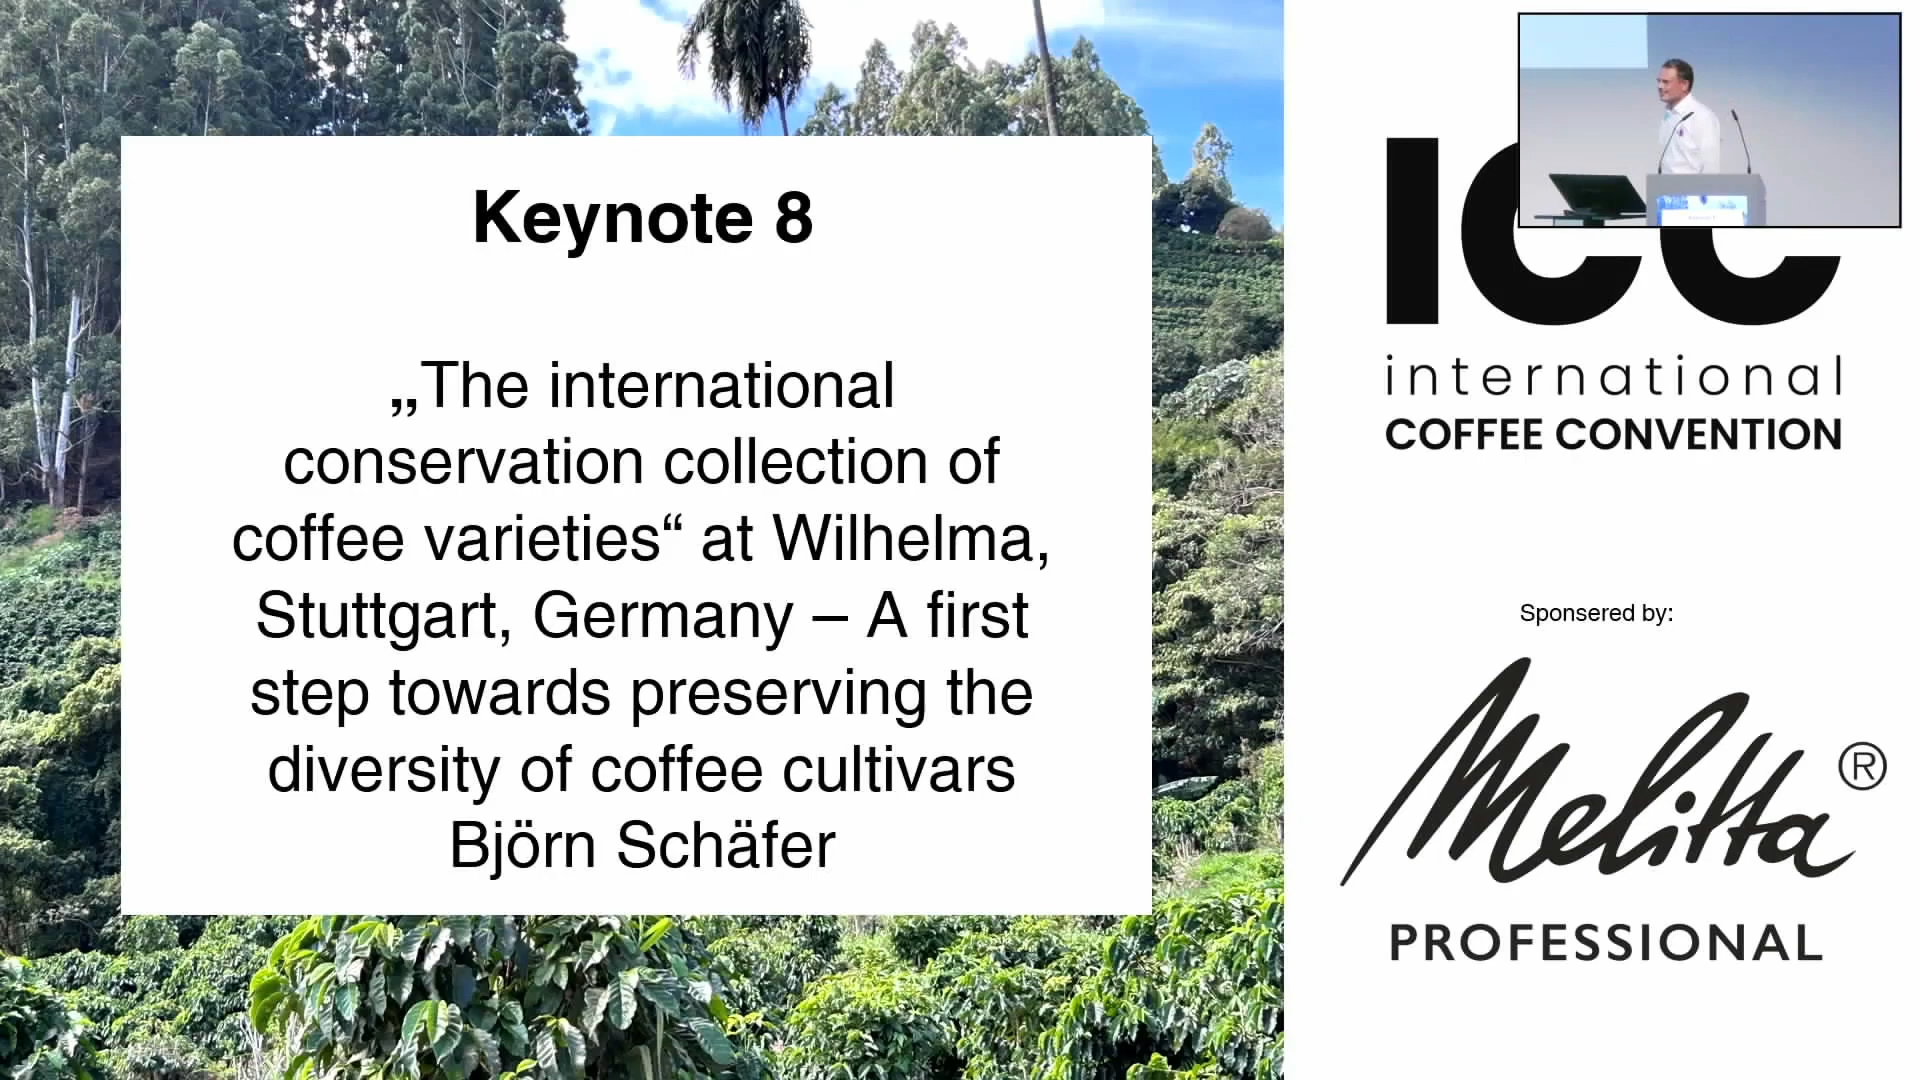 Keynote 8
„The international
conservation collection of
coffee varieties“ at Wilhelma,
Stuttgart, Germany – A first
step towards preserving the
diversity of coffee cultivars
Björn Schäfer
ICC
international
COFFEE CONVENTION
Sponsered by:
Melitta®
PROFESSIONAL